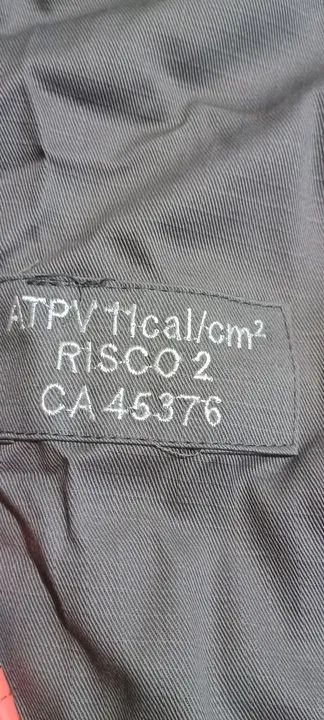 ATPV 11cal/cm²
RISCO 2
CA 45376